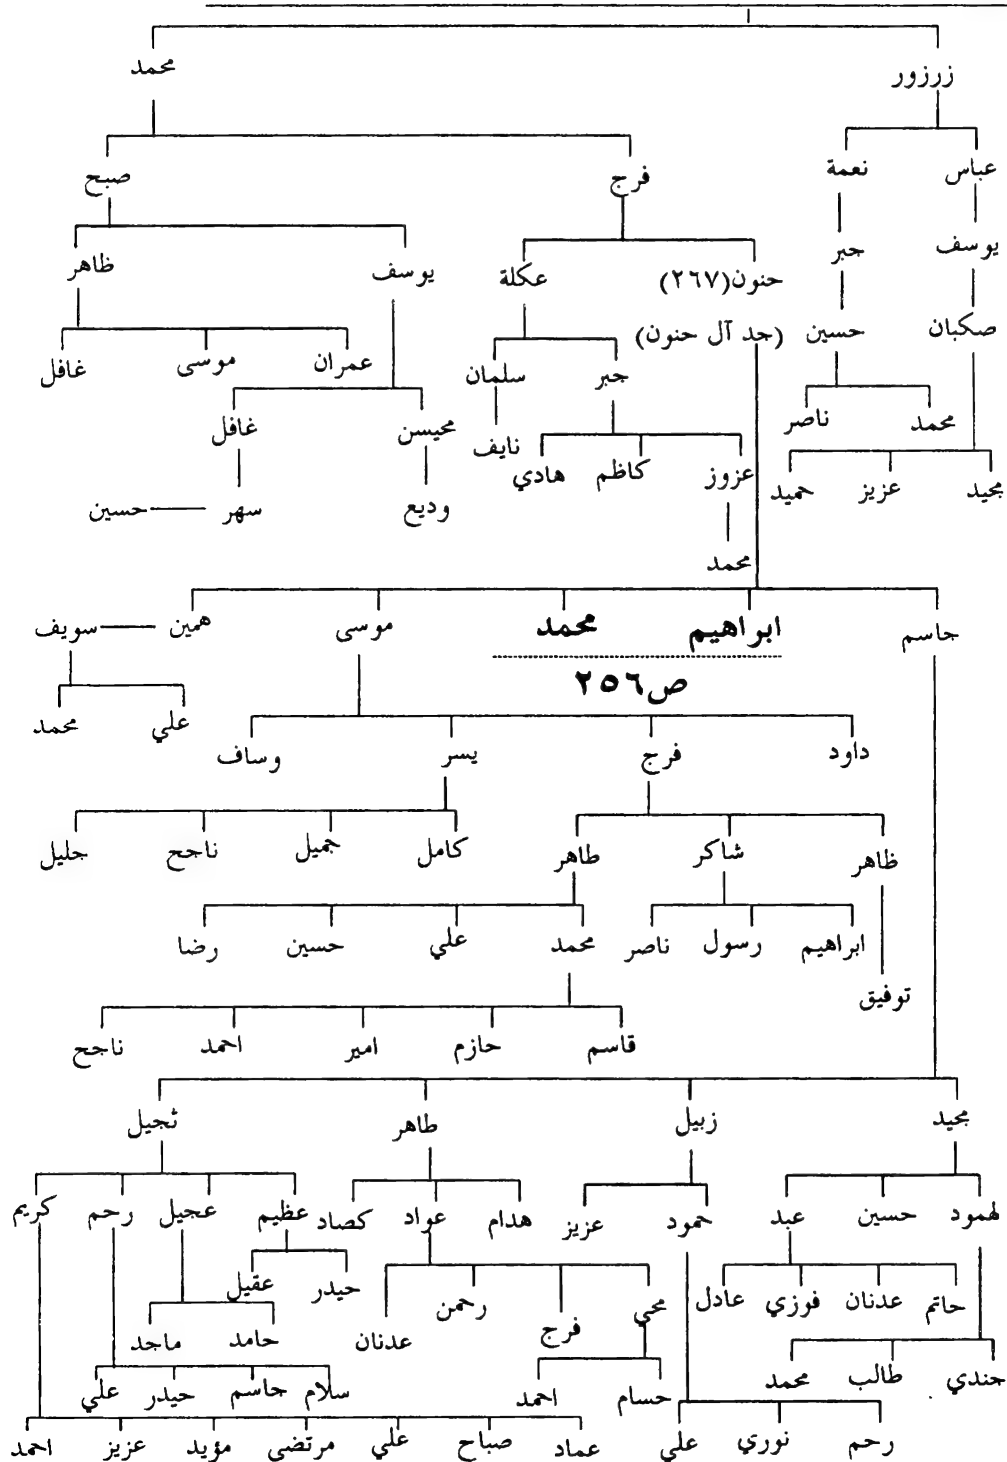 زرزور محمد
عباس نعمة فرج صبح
يوسف جبر حنون(٢٦٧) عكلة يوسف ظاهر
صكبان حسين (جد آل حنون) جبر سلمان عمران موسى غافل
محمد ناصر عزوز كاظم هادي نايف محيسن غافل
مجيد عزيز حميد محمد وديع سهر حسين
جاسم ابراهيم محمد موسى همين سويف
ص٢٥٦
علي محمد
داود فرج يسر وساف
ظاهر شاكر طاهر كامل جميل ناجح جليل
ابراهيم رسول ناصر محمد علي حسين رضا
توفيق
قاسم حازم امير احمد ناجح
مجيد زبيل طاهر ثجيل
لهمود حسين عبد حمود عزيز هدام عواد كصاد عظيم عجيل رحم كريم
حاتم عدنان فوزي عادل محي فرج رحمن عدنان حيدر عقيل
حامد ماجد
جندي طالب محمد حسام احمد سلام جاسم حيدر علي
رحم نوري علي عماد صباح علي مرتضى مؤيد عزيز احمد